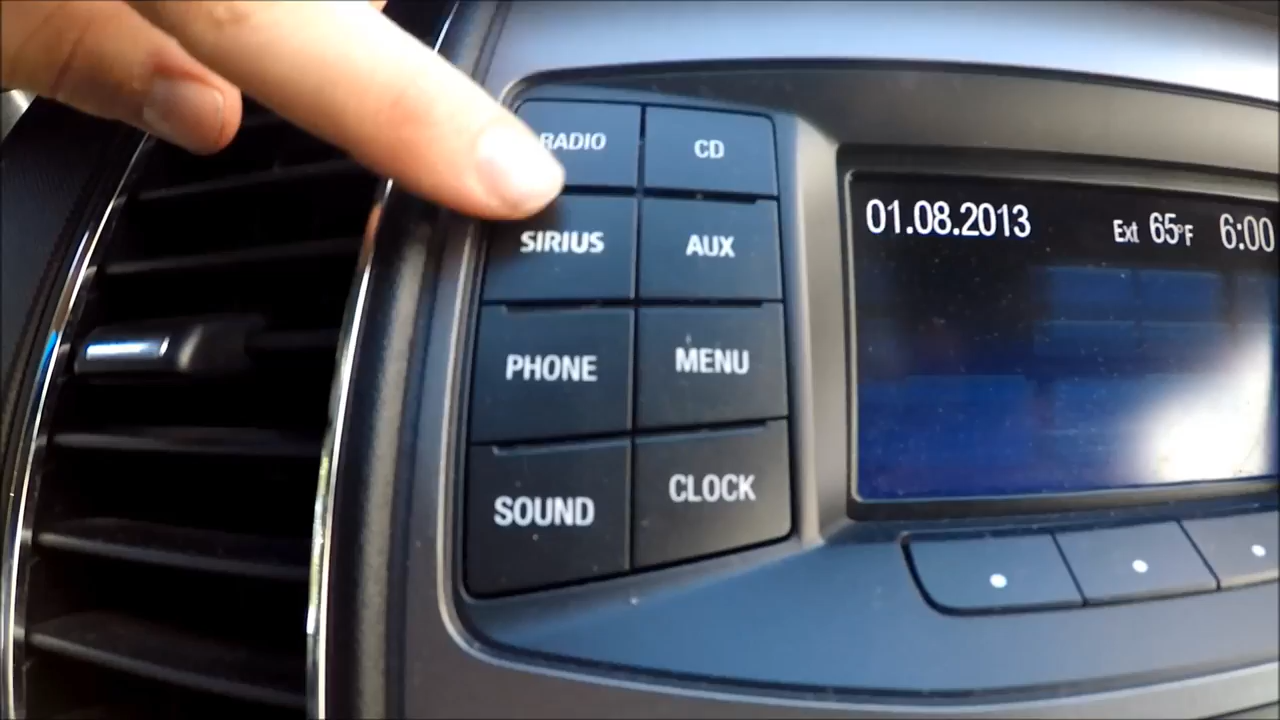 RADIO CD
SIRIUS AUX
PHONE MENU
SOUND CLOCK
01.08.2013 Ext 65°F 6:00